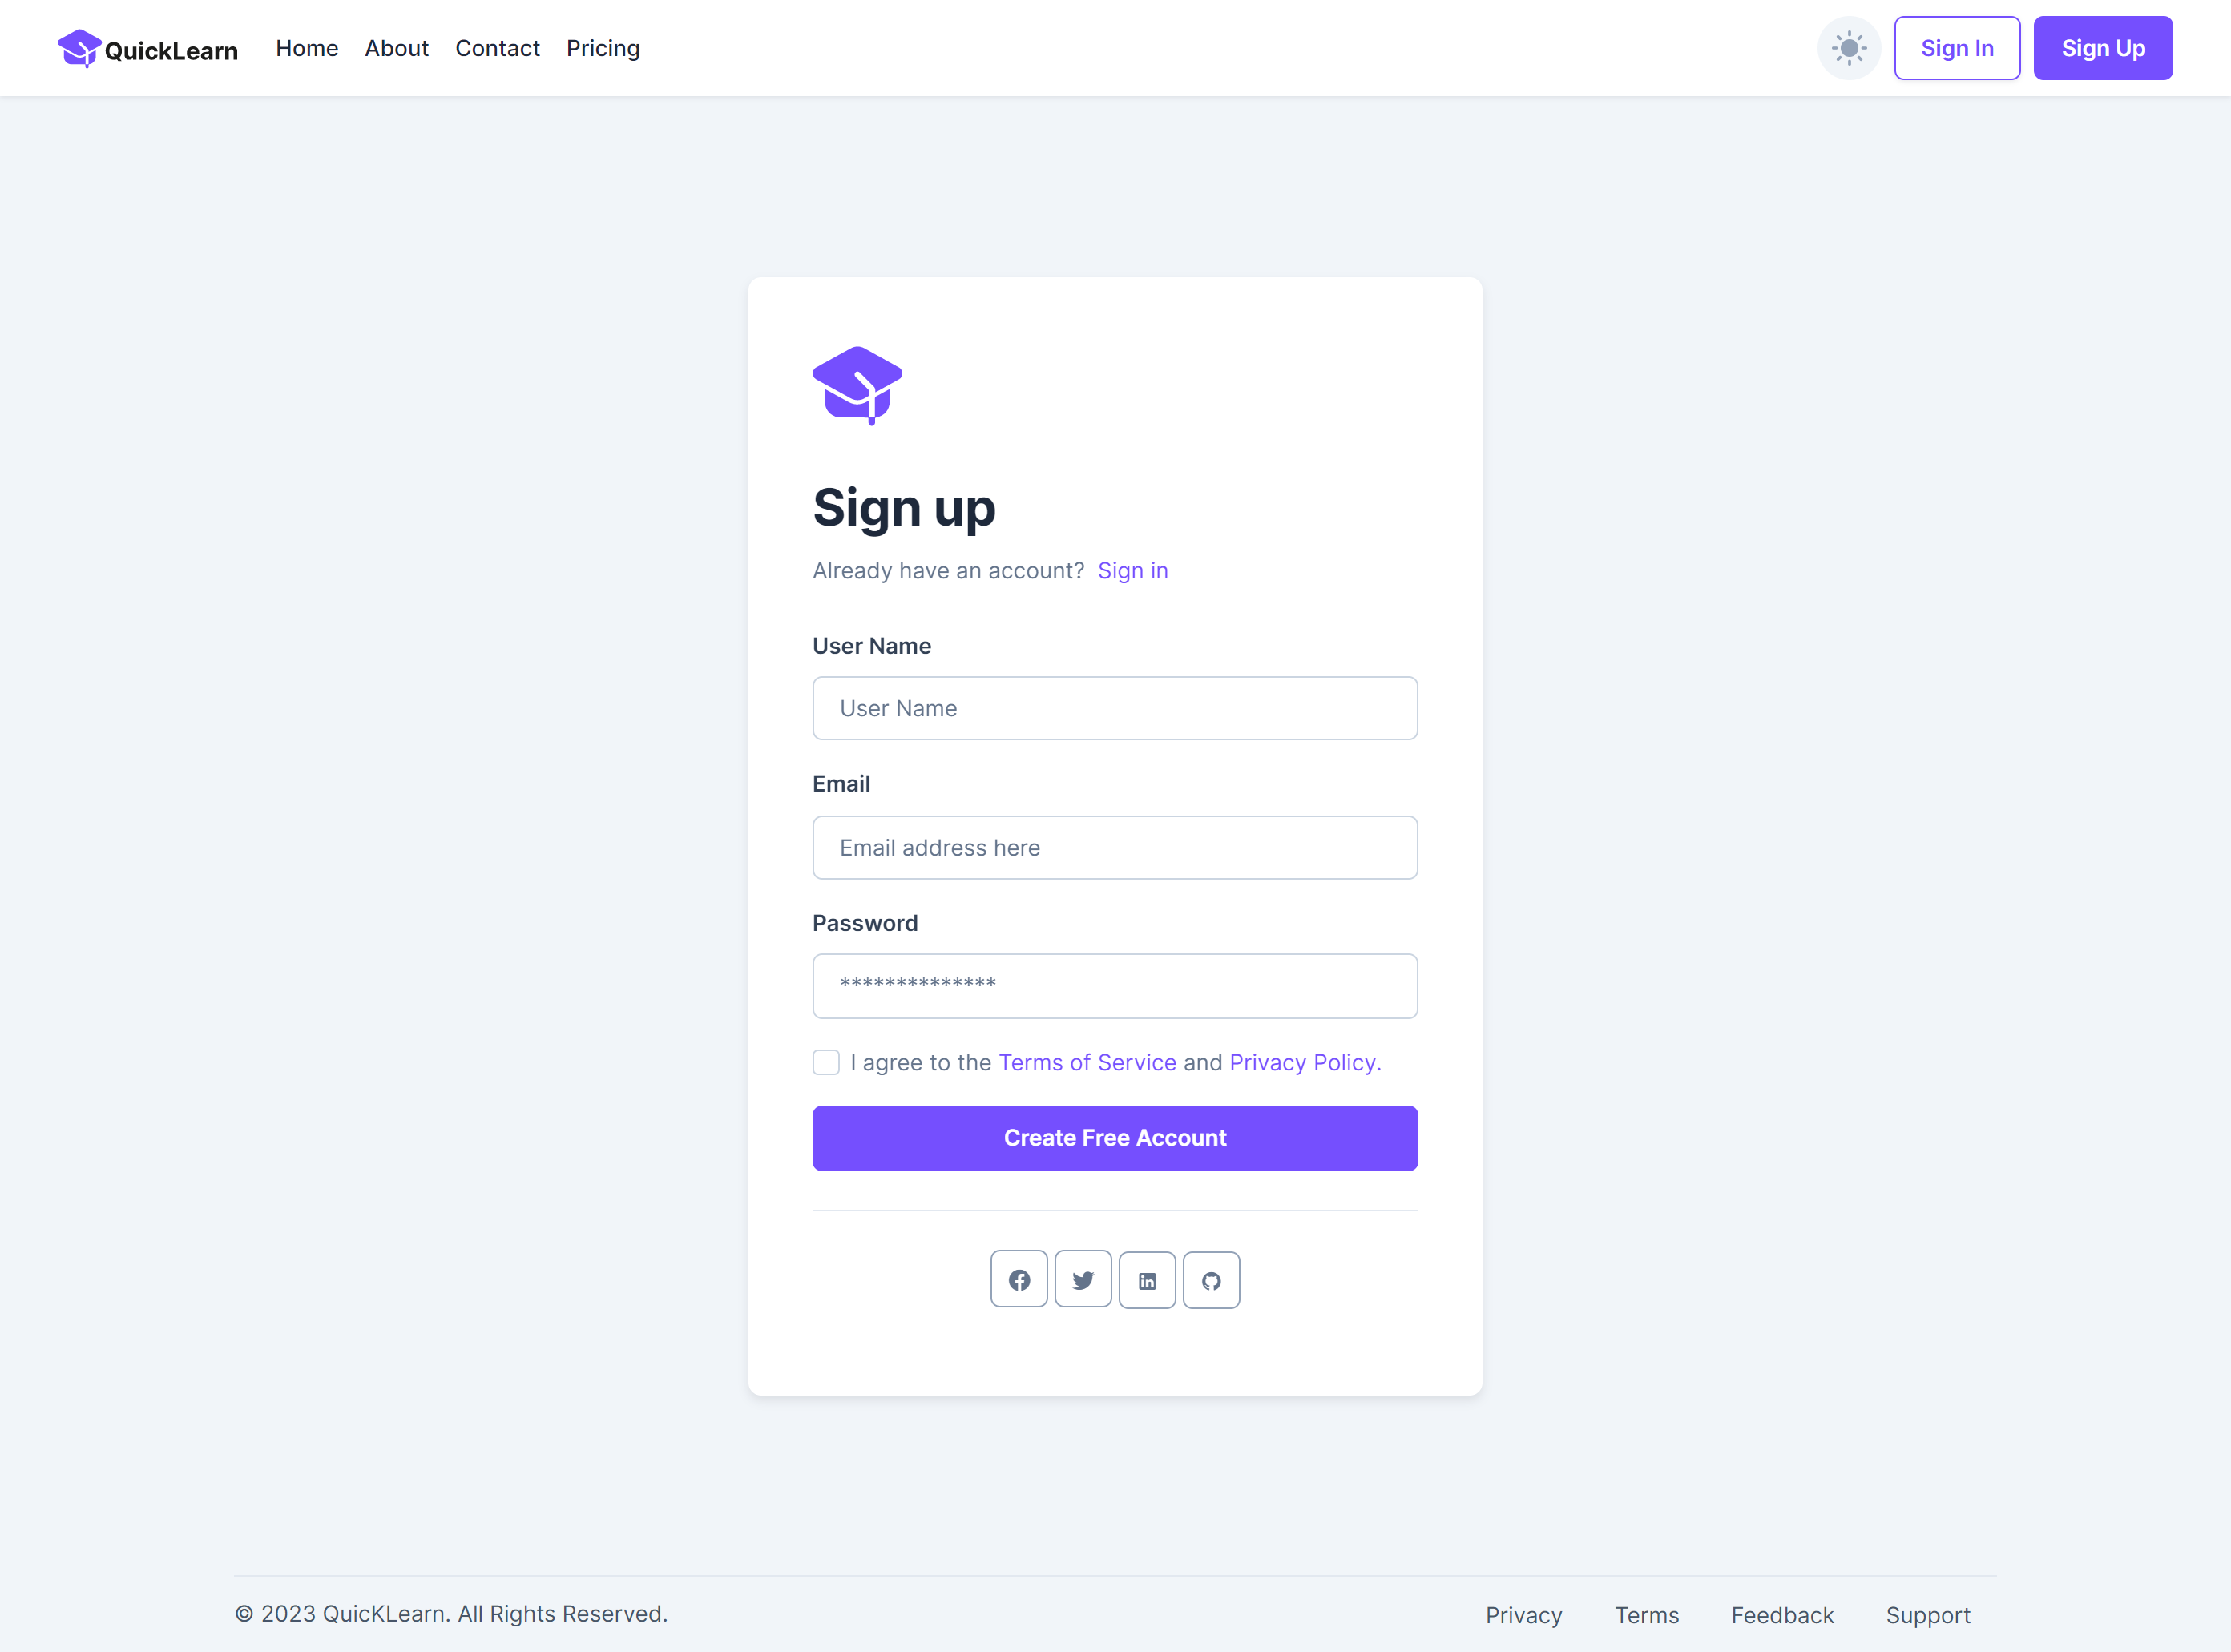 QuickLearn Home About Contact Pricing Sign In Sign Up
Sign up
Already have an account? Sign in
User Name
User Name
Email
Email address here
Password
**************
I agree to the Terms of Service and Privacy Policy.
Create Free Account
© 2023 QuicKLearn. All Rights Reserved. Privacy Terms Feedback Support